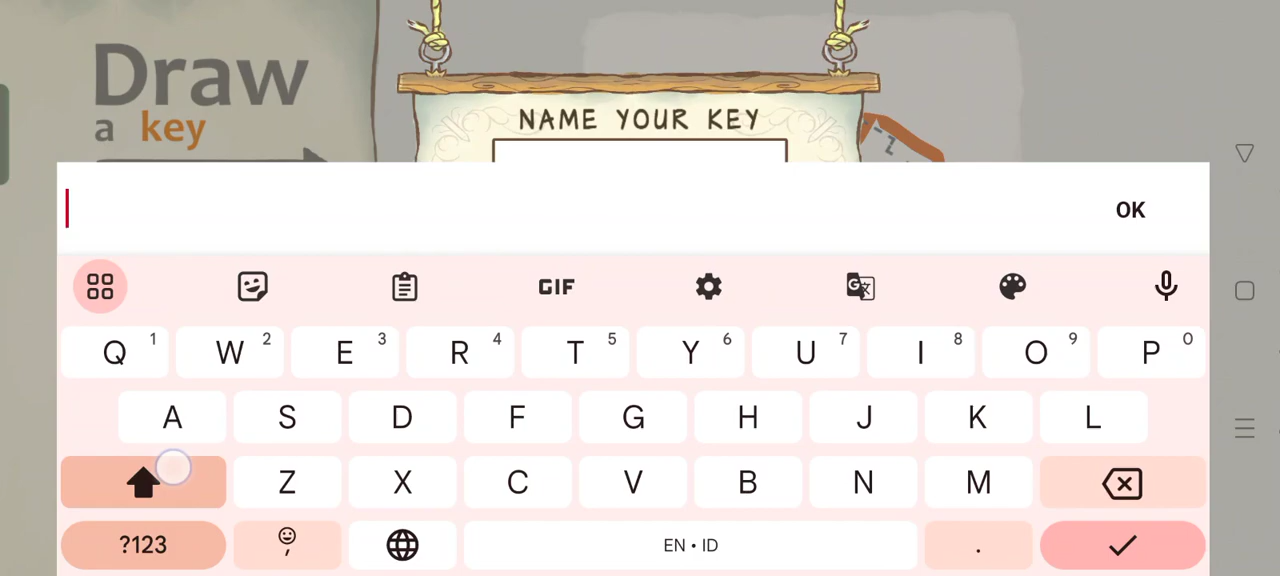 Draw
a key
NAME YOUR KEY
Z
OK
GIF
Q 1 W 2 E 3 R 4 T 5 Y 6 U 7 I 8 O 9 P 0
A S D F G H J K L
Z X C V B N M
?123 , EN • ID .